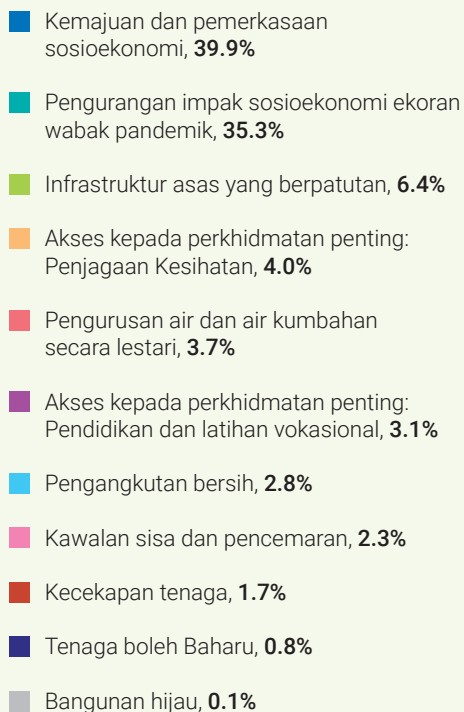 Kemajuan dan pemerkasaan
sosioekonomi, 39.9%
Pengurangan impak sosioekonomi ekoran
wabak pandemik, 35.3%
Infrastruktur asas yang berpatutan, 6.4%
Akses kepada perkhidmatan penting:
Penjagaan Kesihatan, 4.0%
Pengurusan air dan air kumbahan
secara lestari, 3.7%
Akses kepada perkhidmatan penting:
Pendidikan dan latihan vokasional, 3.1%
Pengangkutan bersih, 2.8%
Kawalan sisa dan pencemaran, 2.3%
Kecekapan tenaga, 1.7%
Tenaga boleh Baharu, 0.8%
Bangunan hijau, 0.1%